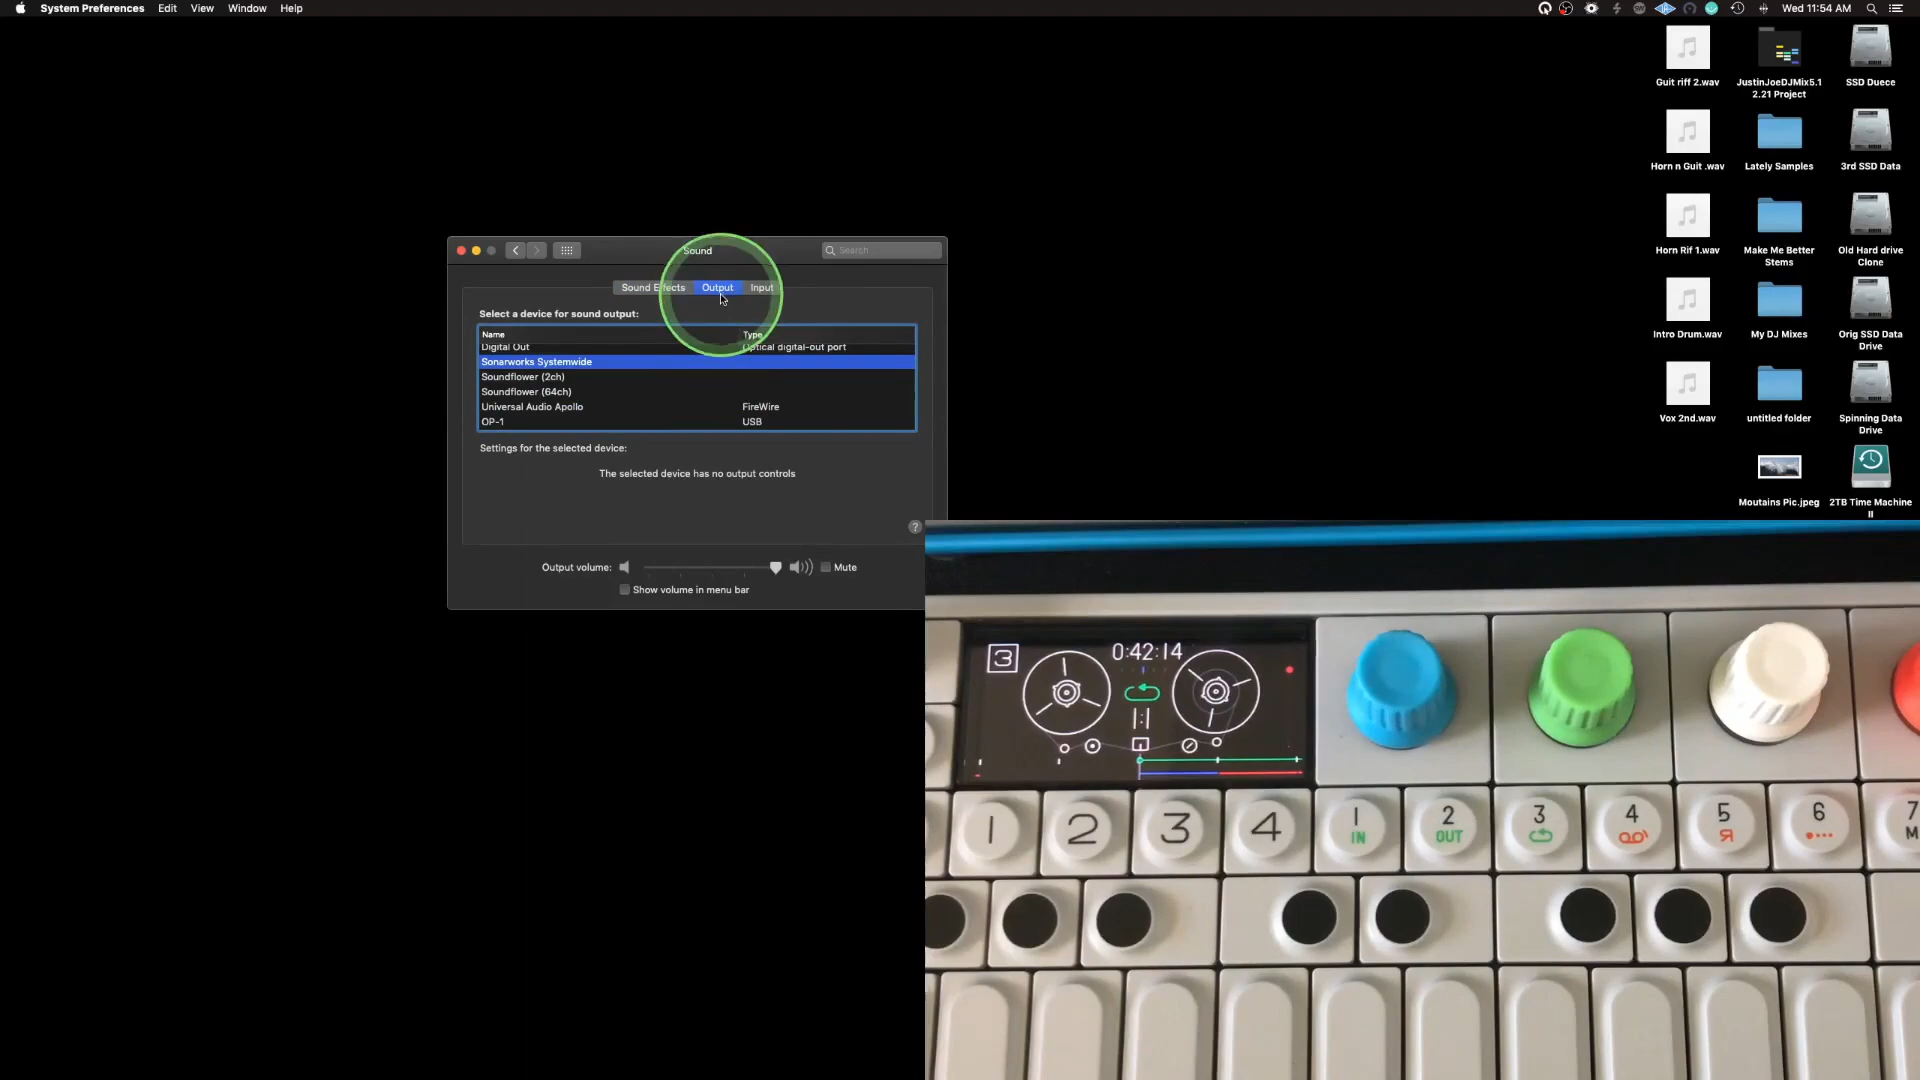 System Preferences Edit View Window Help
Wed 11:54 AM
Guit riff 2.wav
JustinJoeDJMix5.1
2.21 Project
SSD Duece
Horn n Guit .wav
Lately Samples
3rd SSD Data
Horn Rif 1.wav
Make Me Better
Stems
Old Hard drive
Clone
Intro Drum.wav
My DJ Mixes
Orig SSD Data
Drive
Vox 2nd.wav
untitled folder
Spinning Data
Drive
Moutains Pic.jpeg
2TB Time Machine
II
Sound
Search
Sound Effects Output Input
Select a device for sound output:
Name Type
Digital Out Optical digital-out port
Sonarworks Systemwide
Soundflower (2ch)
Soundflower (64ch)
Universal Audio Apollo FireWire
OP-1 USB
Settings for the selected device:
The selected device has no output controls
?
Output volume: Mute
Show volume in menu bar
3 0:42:14
1 2 3 4 1 2 3 4 5 6 7
IN OUT M